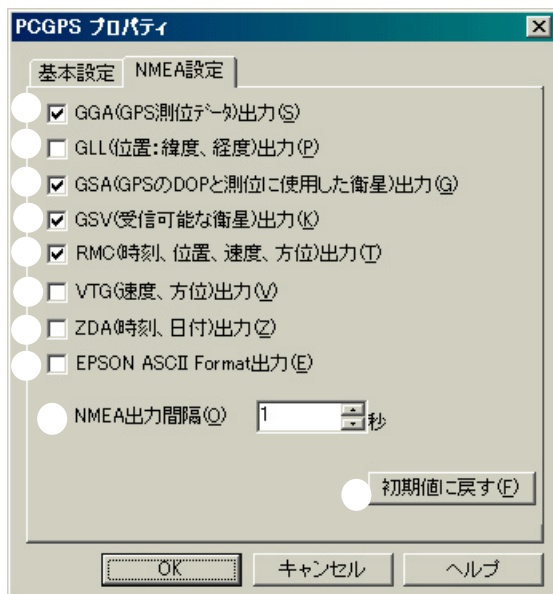 PCGPS プロパティ
基本設定 NMEA設定
GGA(GPS測位データ)出力(S)
GLL(位置:緯度、経度)出力(P)
GSA(GPSのDOPと測位に使用した衛星)出力(G)
GSV(受信可能な衛星)出力(K)
RMC(時刻、位置、速度、方位)出力(T)
VTG(速度、方位)出力(V)
ZDA(時刻、日付)出力(Z)
EPSON ASCII Format出力(E)
NMEA出力間隔(O) 1 秒
初期値に戻す(F)
OK キャンセル ヘルプ